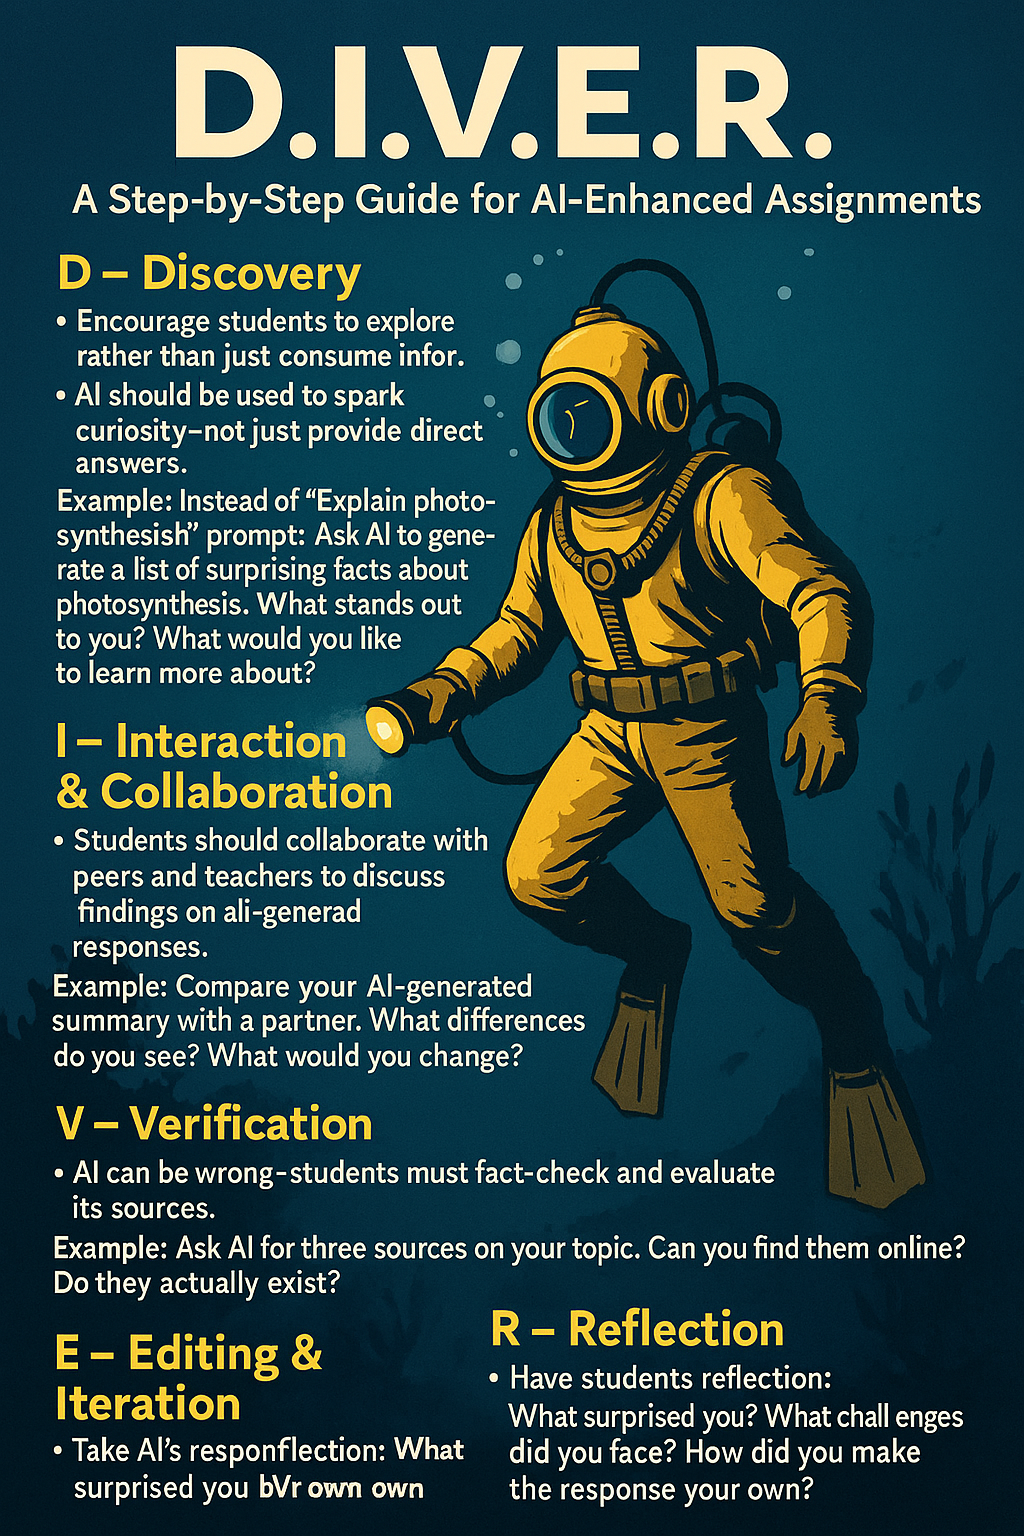 D.I.V.E.R.
A Step-by-Step Guide for AI-Enhanced Assignments
D – Discovery
• Encourage students to explore
rather than just consume infor.
• AI should be used to spark
curiosity–not just provide direct
answers.
Example: Instead of “Explain photo-
synthesish” prompt: Ask AI to gene-
rate a list of surprising facts about
photosynthesis. What stands out
to you? What would you like
to learn more about?
I – Interaction
& Collaboration
• Students should collaborate with
peers and teachers to discuss
findings on ali-generad
responses.
Example: Compare your AI-generated
summary with a partner. What differences
do you see? What would you change?
V – Verification
• AI can be wrong-students must fact-check and evaluate
its sources.
Example: Ask AI for three sources on your topic. Can you find them online?
Do they actually exist?
E – Editing &
Iteration
• Take AI’s responflection: What
surprised you bVr own own
R – Reflection
• Have students reflection:
What surprised you? What chall enges
did you face? How did you make
the response your own?